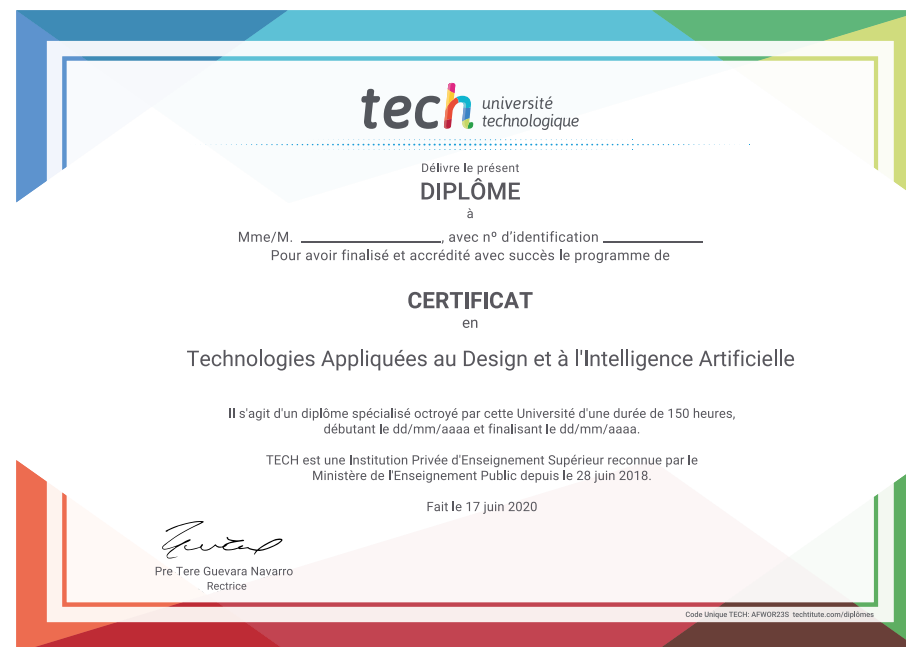 tech université
technologique
Délivre le présent
DIPLÔME
à
Mme/M. ____________________, avec nº d'identification ______________
Pour avoir finalisé et accrédité avec succès le programme de
CERTIFICAT
en
Technologies Appliquées au Design et à l'Intelligence Artificielle
Il s'agit d'un diplôme spécialisé octroyé par cette Université d'une durée de 150 heures,
débutant le dd/mm/aaaa et finalisant le dd/mm/aaaa.
TECH est une Institution Privée d'Enseignement Supérieur reconnue par le
Ministère de l'Enseignement Public depuis le 28 juin 2018.
Fait le 17 juin 2020
Pre Tere Guevara Navarro
Rectrice
Code Unique TECH: AFWOR23S techtitute.com/diplômes